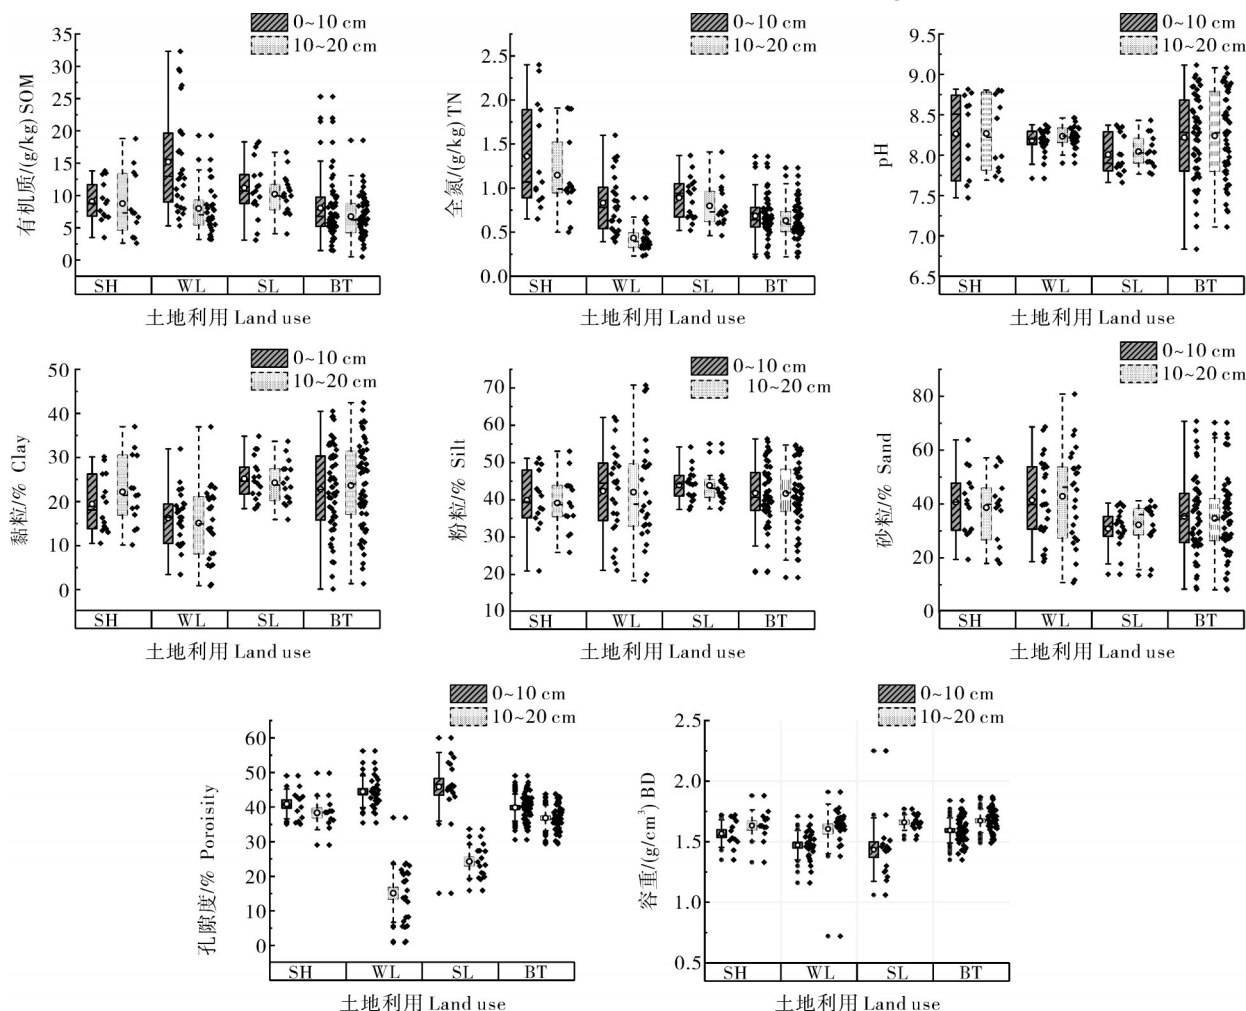 0~10 cm
10~20 cm
有机质/(g/kg) SOM
35
30
25
20
15
10
5
0
SH WL SL BT
土地利用 Land use
0~10 cm
10~20 cm
全氮/(g/kg) TN
2.5
2.0
1.5
1.0
0.5
0.0
SH WL SL BT
土地利用 Land use
0~10 cm
10~20 cm
pH
9.5
9.0
8.5
8.0
7.5
7.0
6.5
SH WL SL BT
土地利用 Land use
0~10 cm
10~20 cm
黏粒/% Clay
50
40
30
20
10
0
SH WL SL BT
土地利用 Land use
0~10 cm
10~20 cm
粉粒/% Silt
70
60
50
40
30
20
10
SH WL SL BT
土地利用 Land use
0~10 cm
10~20 cm
砂粒/% Sand
80
60
40
20
0
SH WL SL BT
土地利用 Land use
0~10 cm
10~20 cm
孔隙度/% Poroisity
60
50
40
30
20
10
0
SH WL SL BT
土地利用 Land use
0~10 cm
10~20 cm
容重/(g/cm³) BD
2.5
2.0
1.5
1.0
0.5
SH WL SL BT
土地利用 Land use